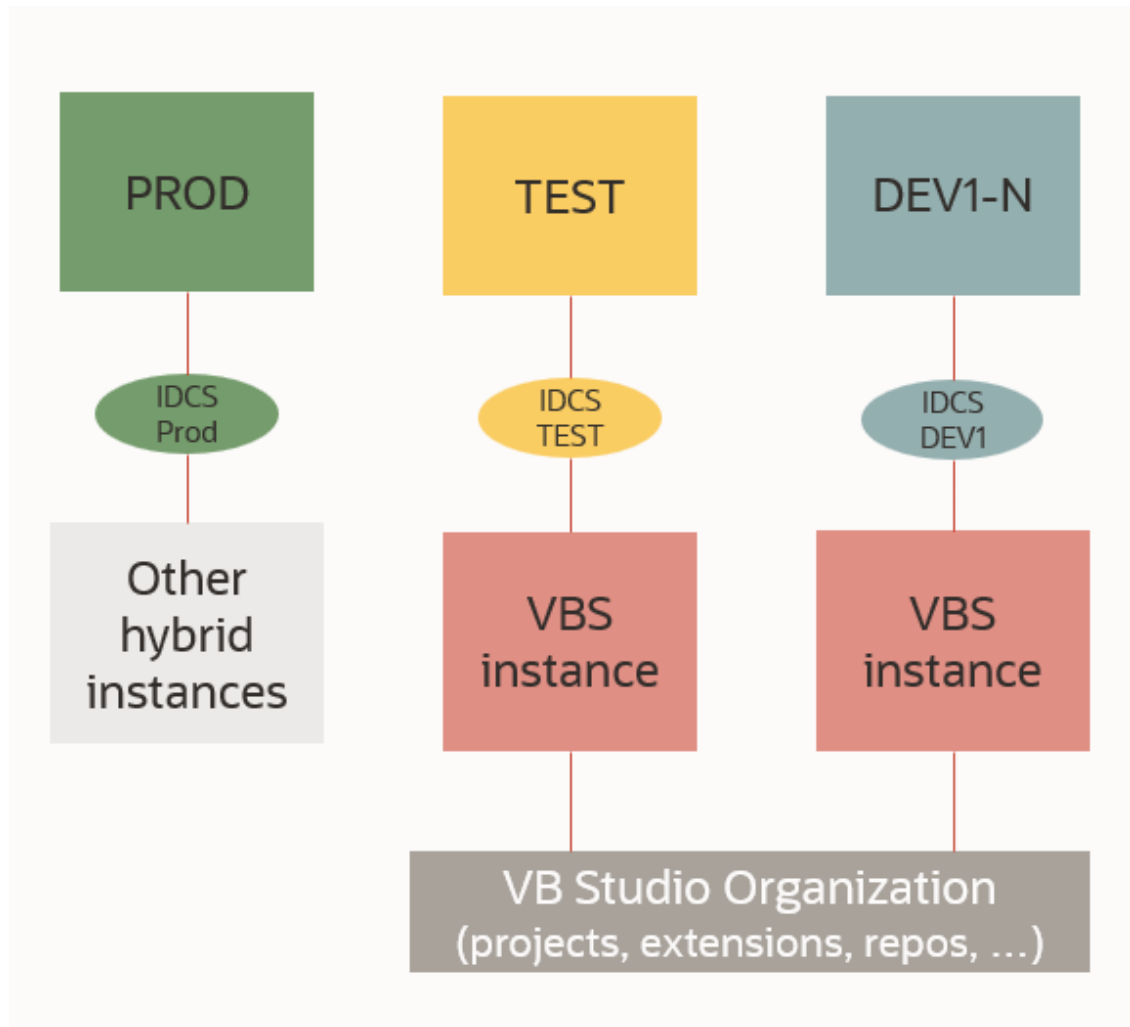 PROD
TEST
DEV1-N
IDCS
Prod
IDCS
TEST
IDCS
DEV1
Other
hybrid
instances
VBS
instance
VBS
instance
VB Studio Organization
(projects, extensions, repos, ...)